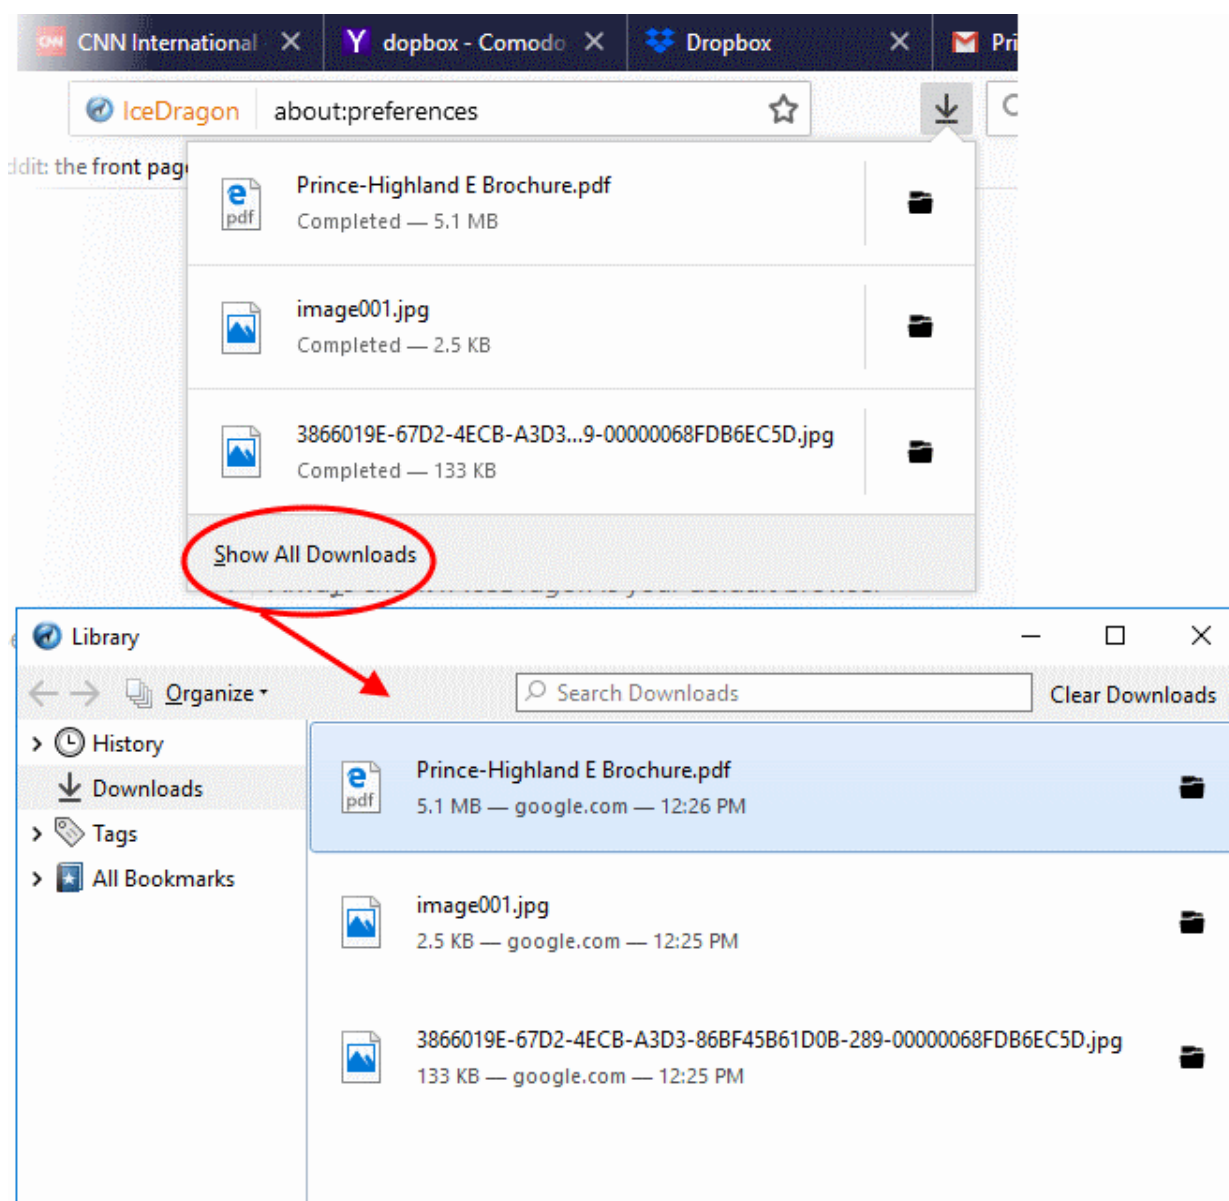 CNN International
Y dopbox - Comodo
Dropbox
Pri
IceDragon about:preferences
ddit: the front page
Prince-Highland E Brochure.pdf
Completed — 5.1 MB
image001.jpg
Completed — 2.5 KB
3866019E-67D2-4ECB-A3D3...9-00000068FDB6EC5D.jpg
Completed — 133 KB
Show All Downloads
Library
Organize
Search Downloads
Clear Downloads
History
Downloads
Tags
All Bookmarks
Prince-Highland E Brochure.pdf
5.1 MB — google.com — 12:26 PM
image001.jpg
2.5 KB — google.com — 12:25 PM
3866019E-67D2-4ECB-A3D3-86BF45B61D0B-289-00000068FDB6EC5D.jpg
133 KB — google.com — 12:25 PM